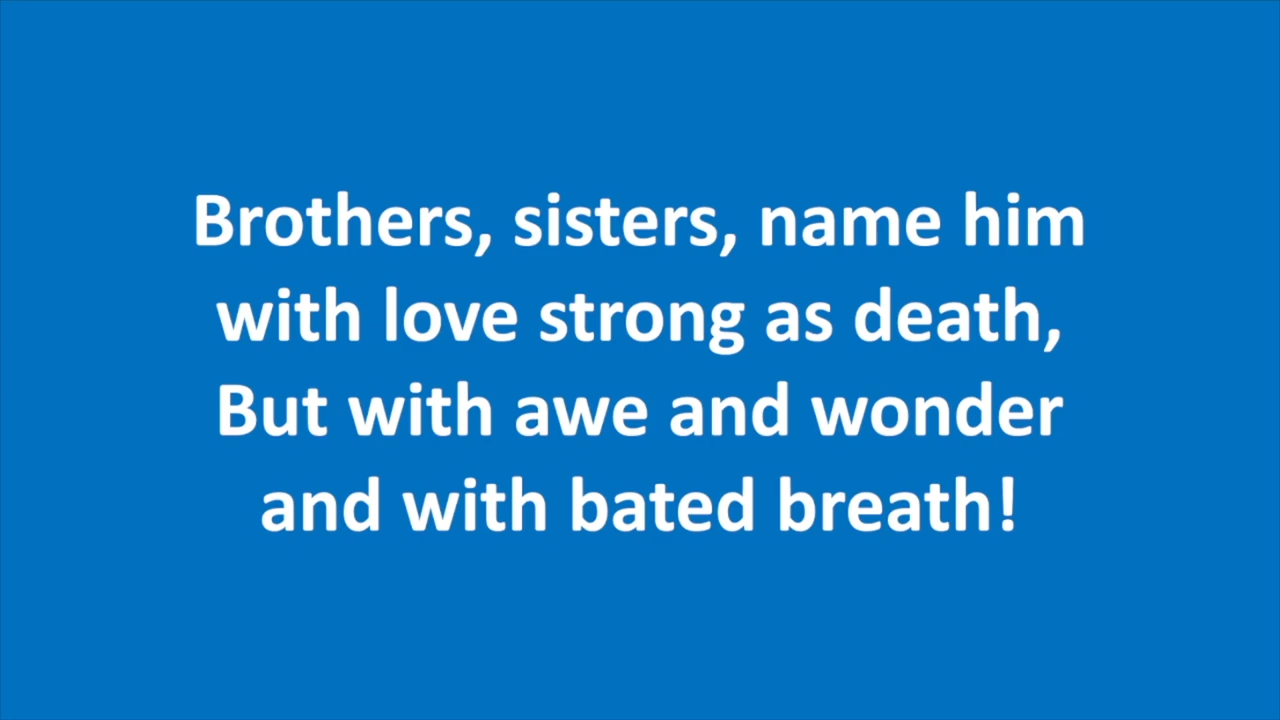 Brothers, sisters, name him
with love strong as death,
But with awe and wonder
and with bated breath!